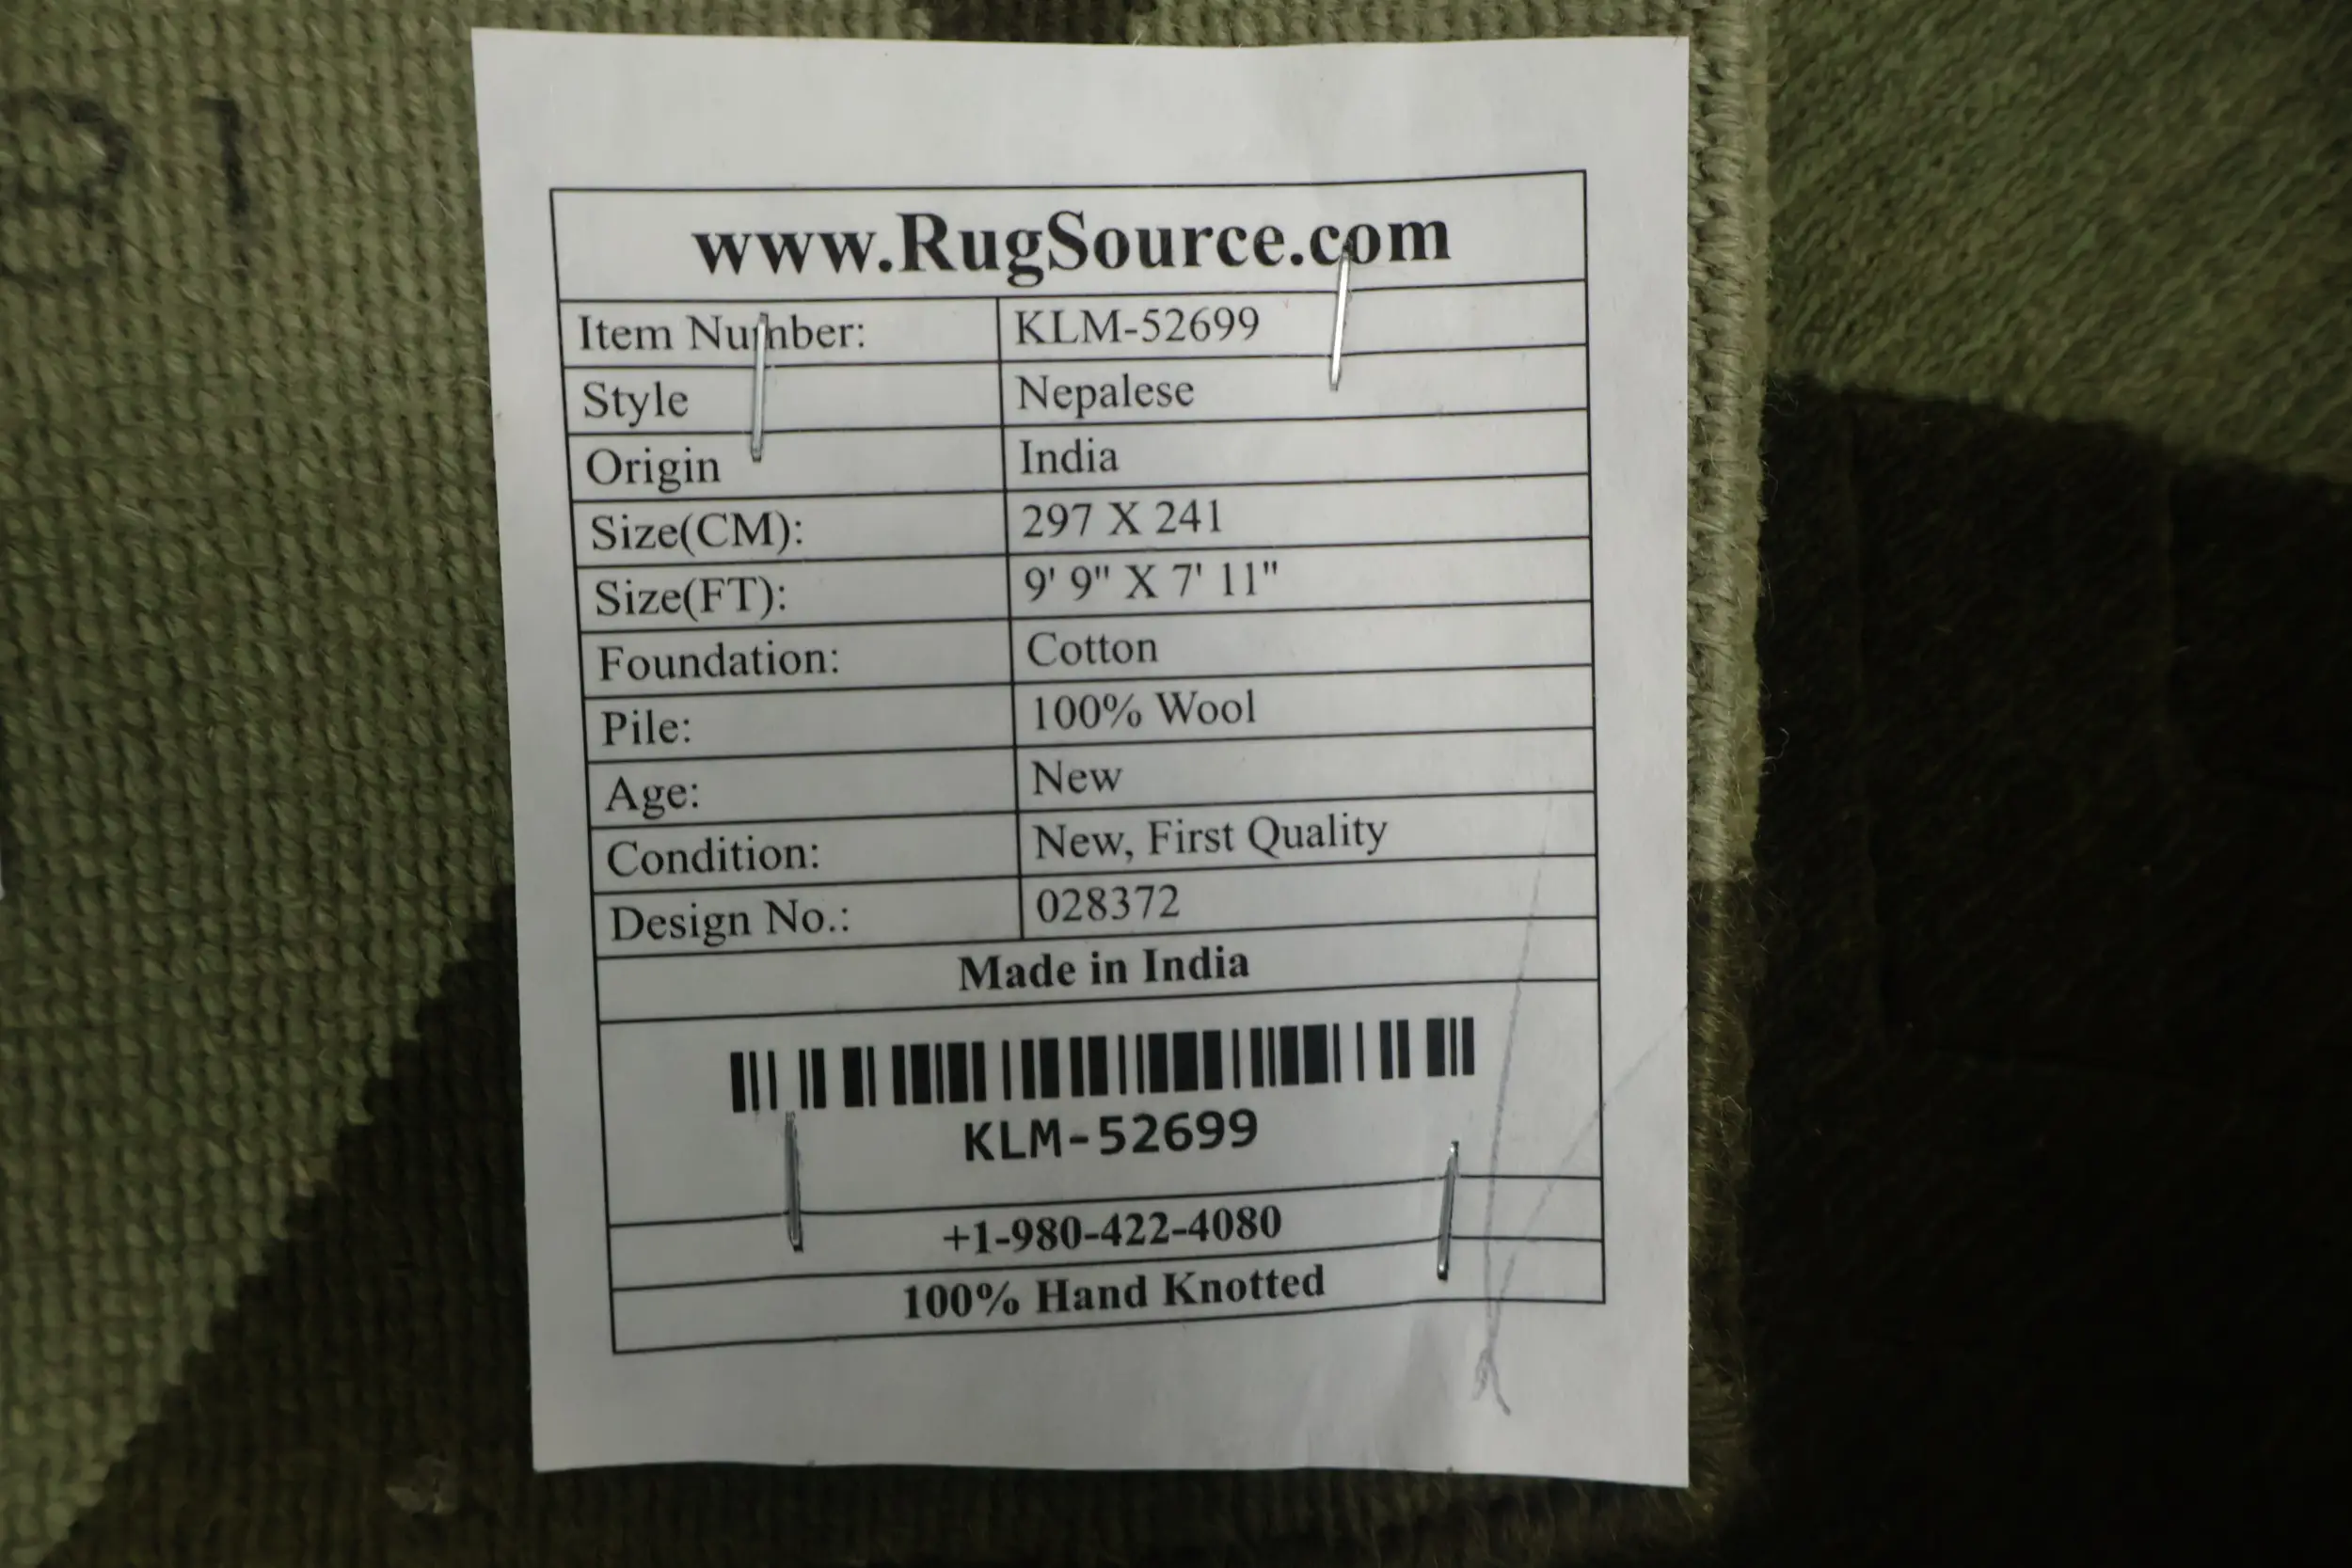 www.RugSource.com
Item Number: KLM-52699
Style Nepalese
Origin India
Size(CM): 297 X 241
Size(FT): 9' 9" X 7' 11"
Foundation: Cotton
Pile: 100% Wool
Age: New
Condition: New, First Quality
Design No.: 028372
Made in India
KLM-52699
+1-980-422-4080
100% Hand Knotted